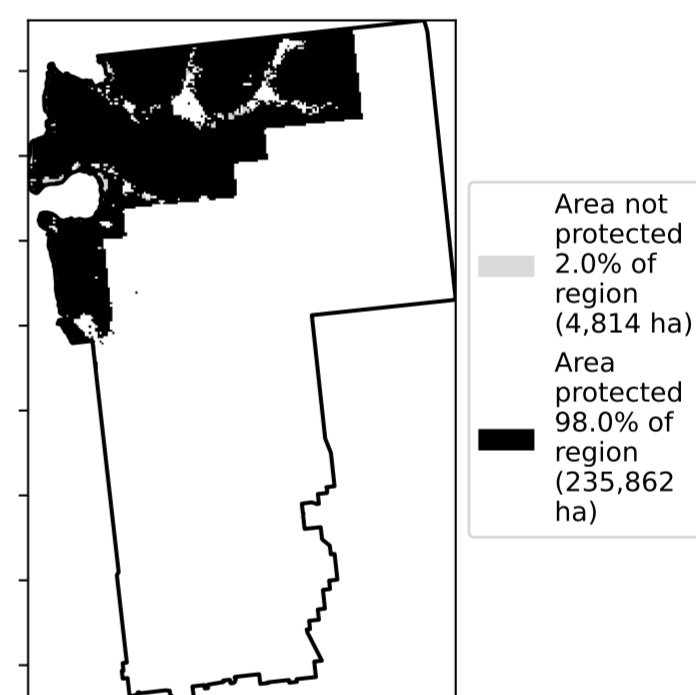 Area not
protected
2.0% of
region
(4,814 ha)
Area
protected
98.0% of
region
(235,862
ha)